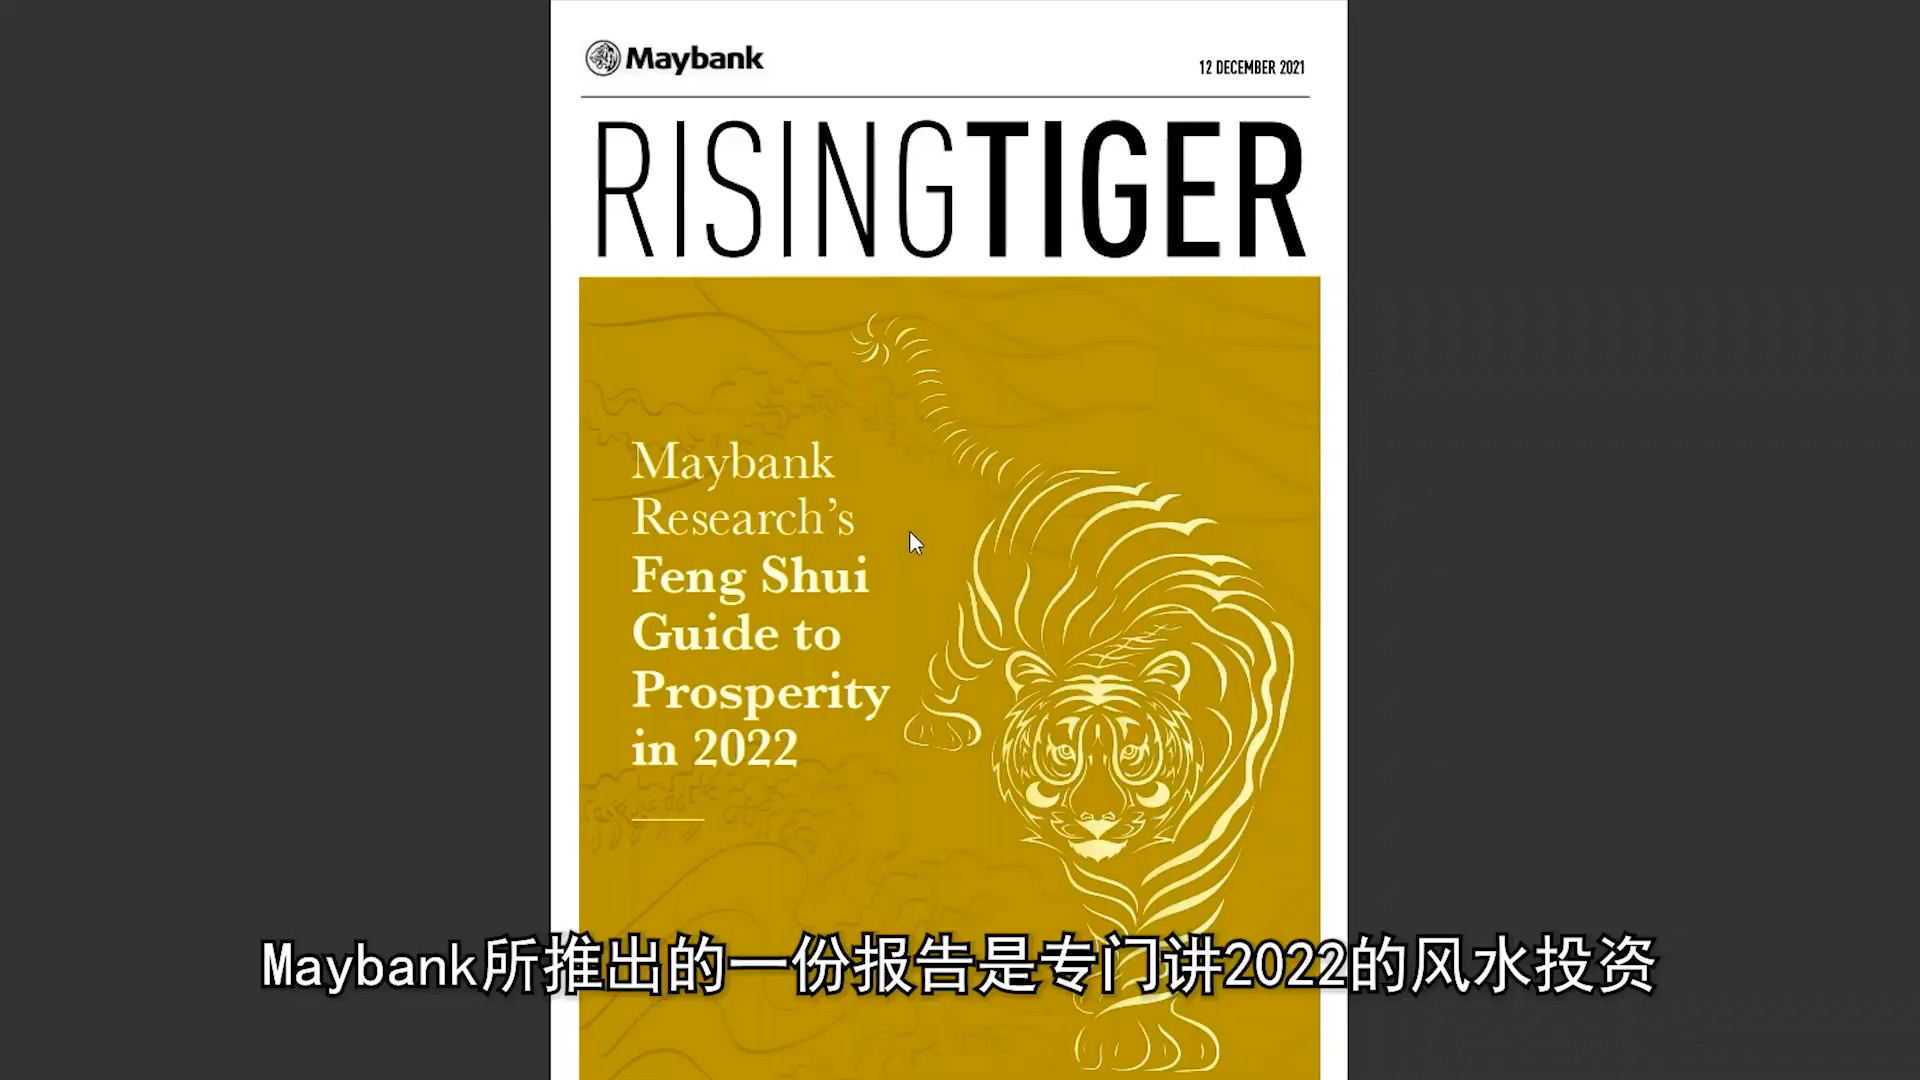 Maybank
12 DECEMBER 2021
RISINGTIGER
Maybank
Research's
Feng Shui
Guide to
Prosperity
in 2022
Maybank所推出的一份报告是专门讲2022的风水投资